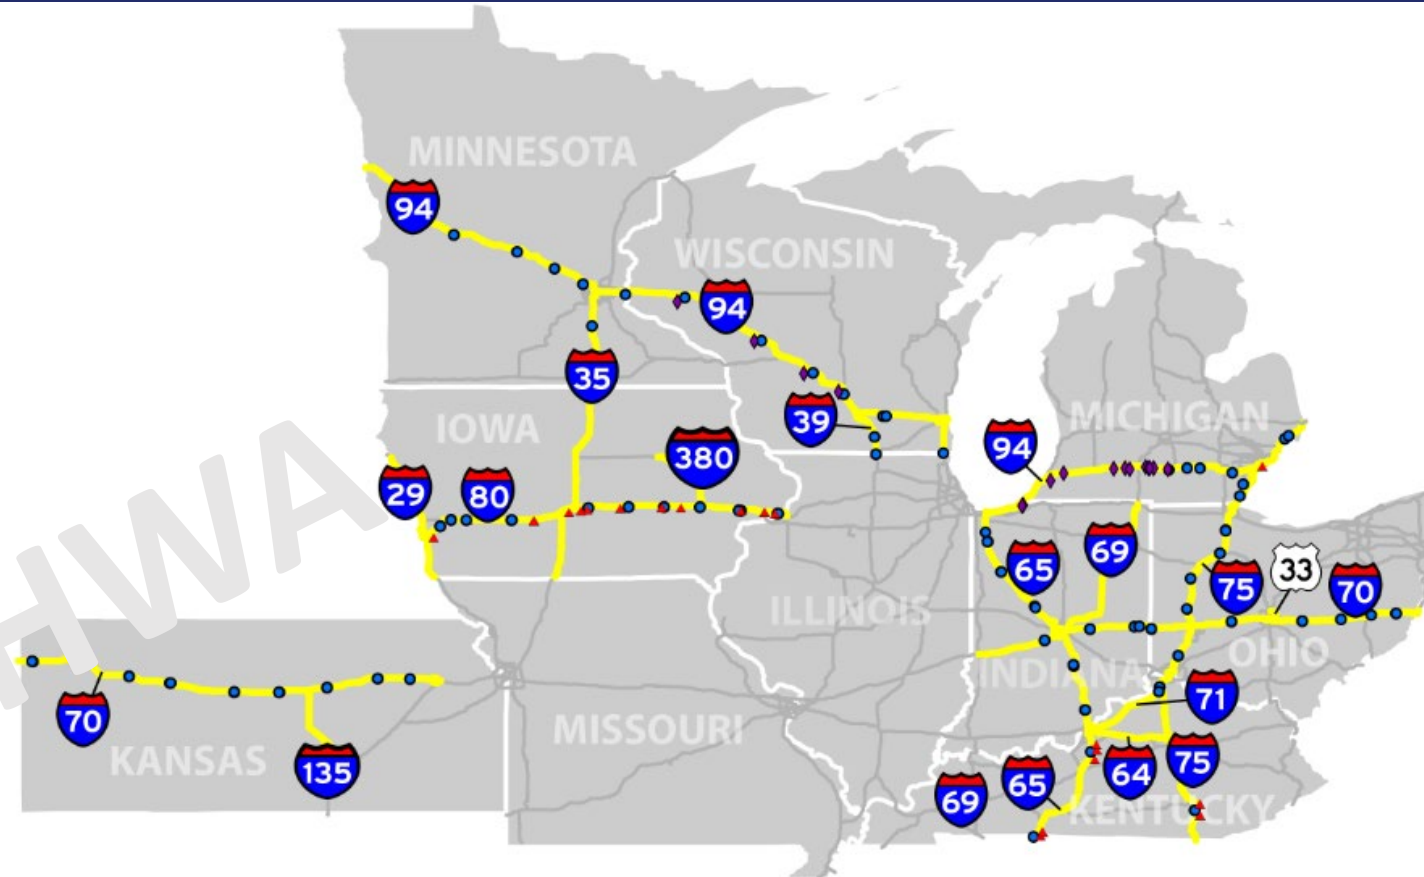 MINNESOTA
94
WISCONSIN
94
35
39
IOWA
380
MICHIGAN
94
29
80
HWA
65
69
75
33
70
ILLINOIS
INDIANA
OHIO
70
KANSAS
135
MISSOURI
71
69
65
64
75
KENTUCKY